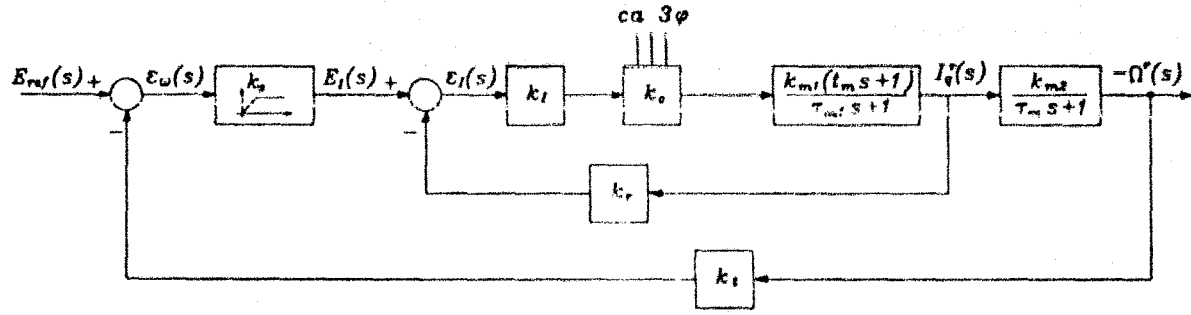 ca 3φ
E_ref(s) +
ε_ω(s)
k_s
E_I(s) +
ε_I(s)
k_I
k_c
k_m1(t_m s+1)
τ_m1 s+1
I_q^r(s)
k_m2
τ_m s+1
-Ω^r(s)
−
−
k_r
k_t